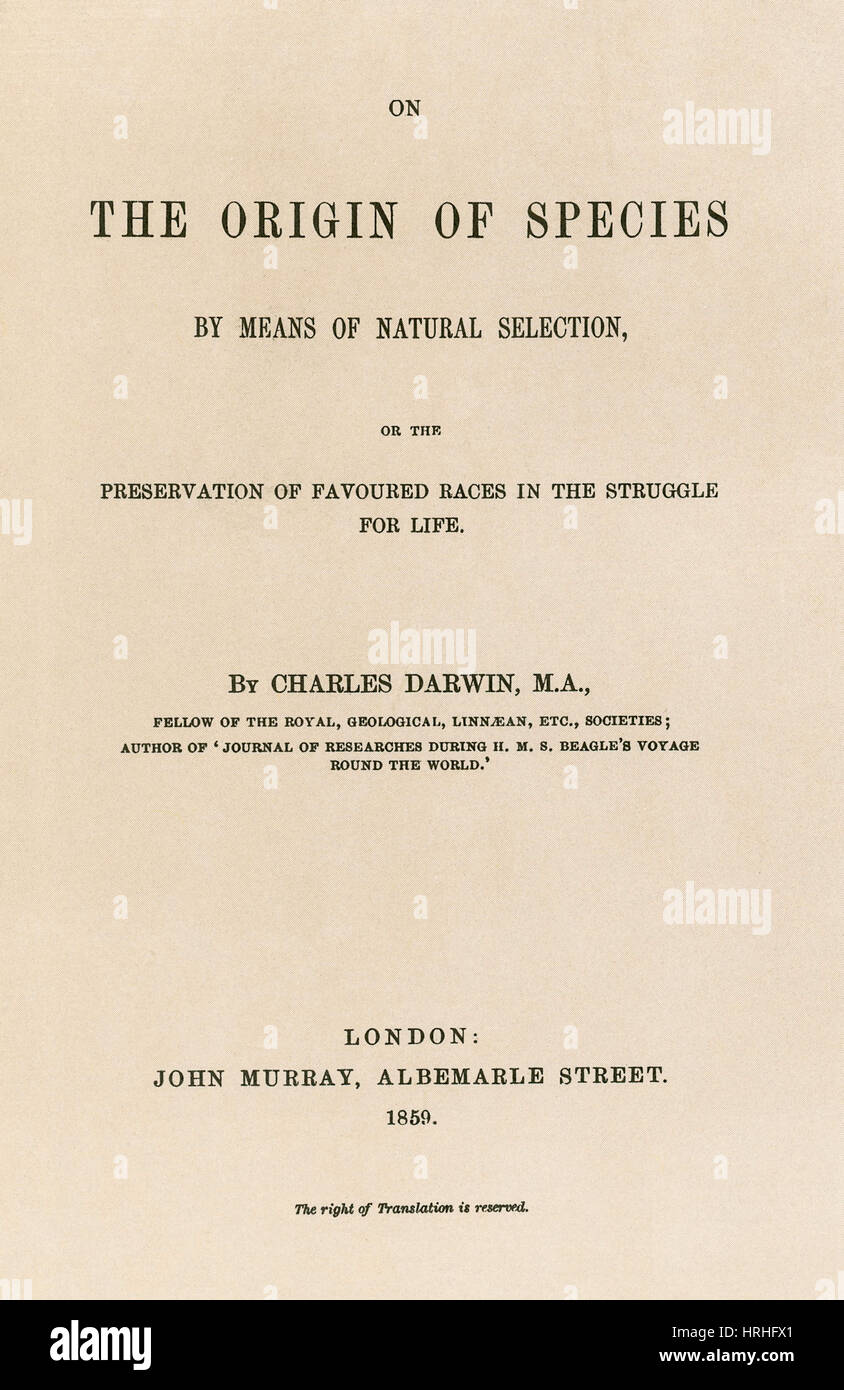 ON
THE ORIGIN OF SPECIES
BY MEANS OF NATURAL SELECTION,
OR THE
PRESERVATION OF FAVOURED RACES IN THE STRUGGLE
FOR LIFE.
BY CHARLES DARWIN, M.A.,
FELLOW OF THE ROYAL, GEOLOGICAL, LINNÆAN, ETC., SOCIETIES;
AUTHOR OF ‘JOURNAL OF RESEARCHES DURING H. M. S. BEAGLE’S VOYAGE
ROUND THE WORLD.’
LONDON:
JOHN MURRAY, ALBEMARLE STREET.
1859.
The right of Translation is reserved.
alamy
alamy
alamy
a alamy
Image ID: HRHFX1
www.alamy.com